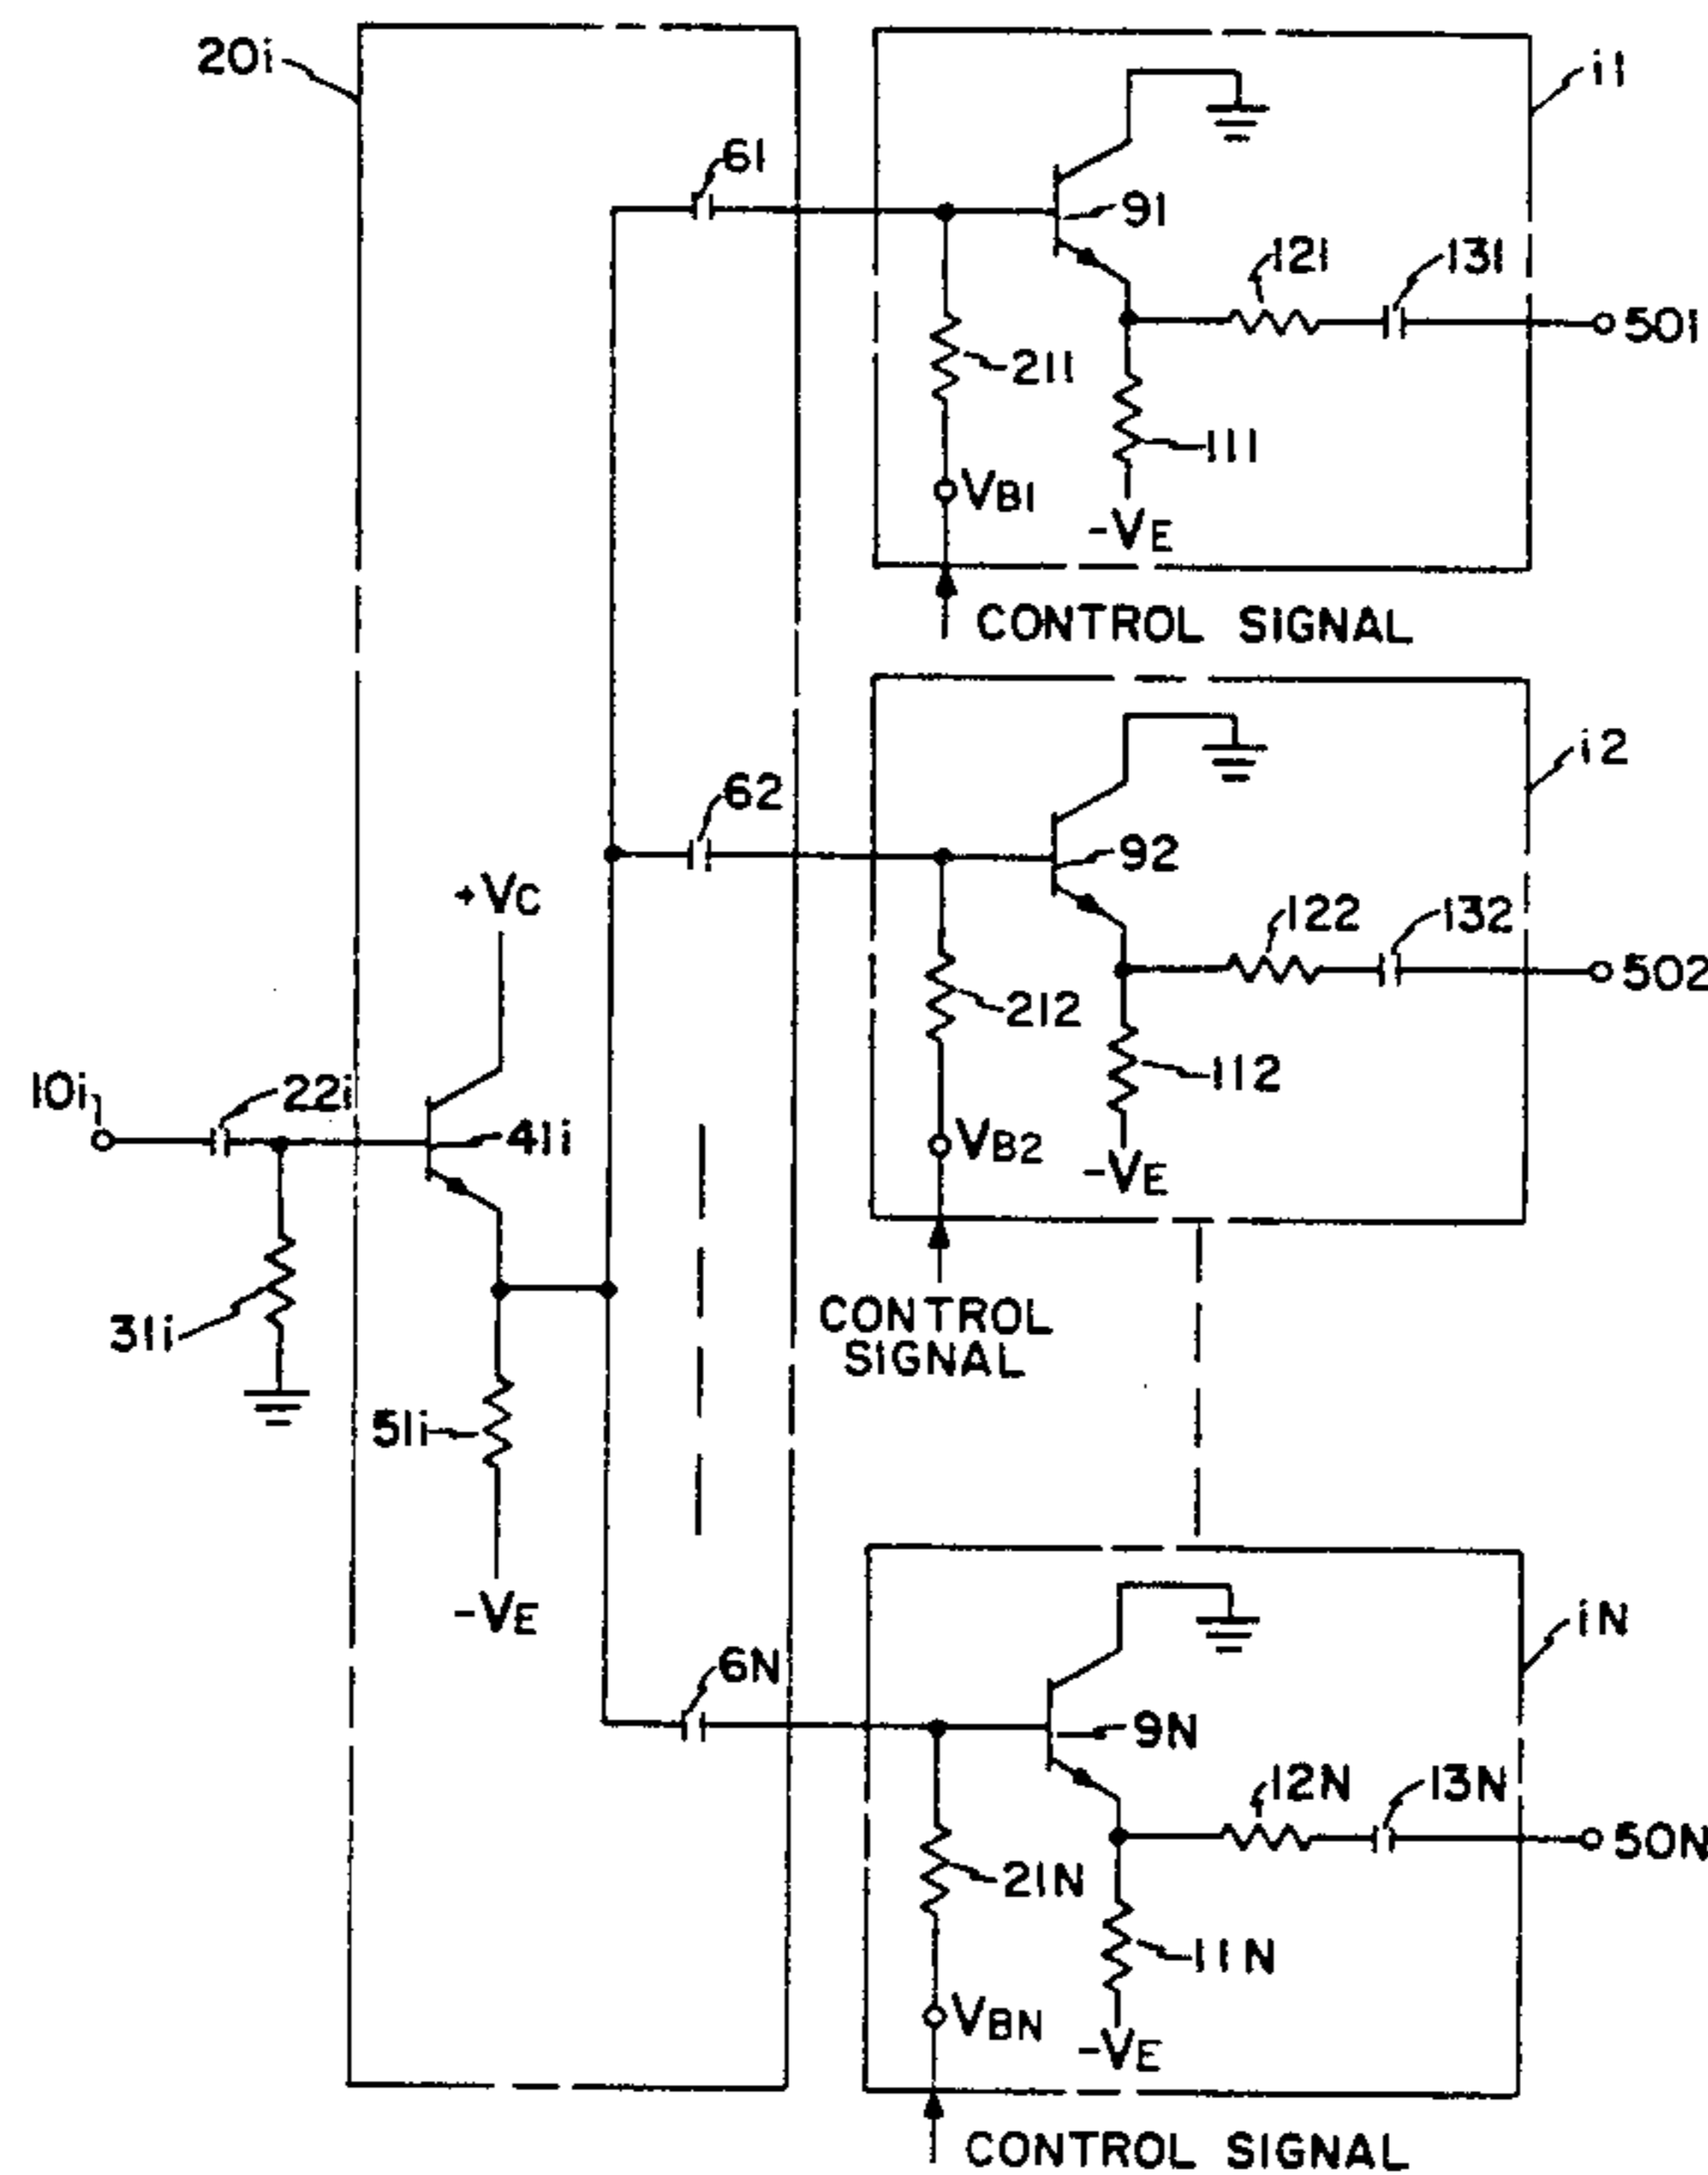 20i
i1
61
91
121
131
501
211
111
VB1
-VE
CONTROL SIGNAL
i2
62
92
+VC
122
132
502
212
112
10i
22i
41i
VB2
-VE
31i
CONTROL
SIGNAL
51i
-VE
iN
6N
9N
12N
13N
50N
21N
11N
VBN
-VE
CONTROL SIGNAL